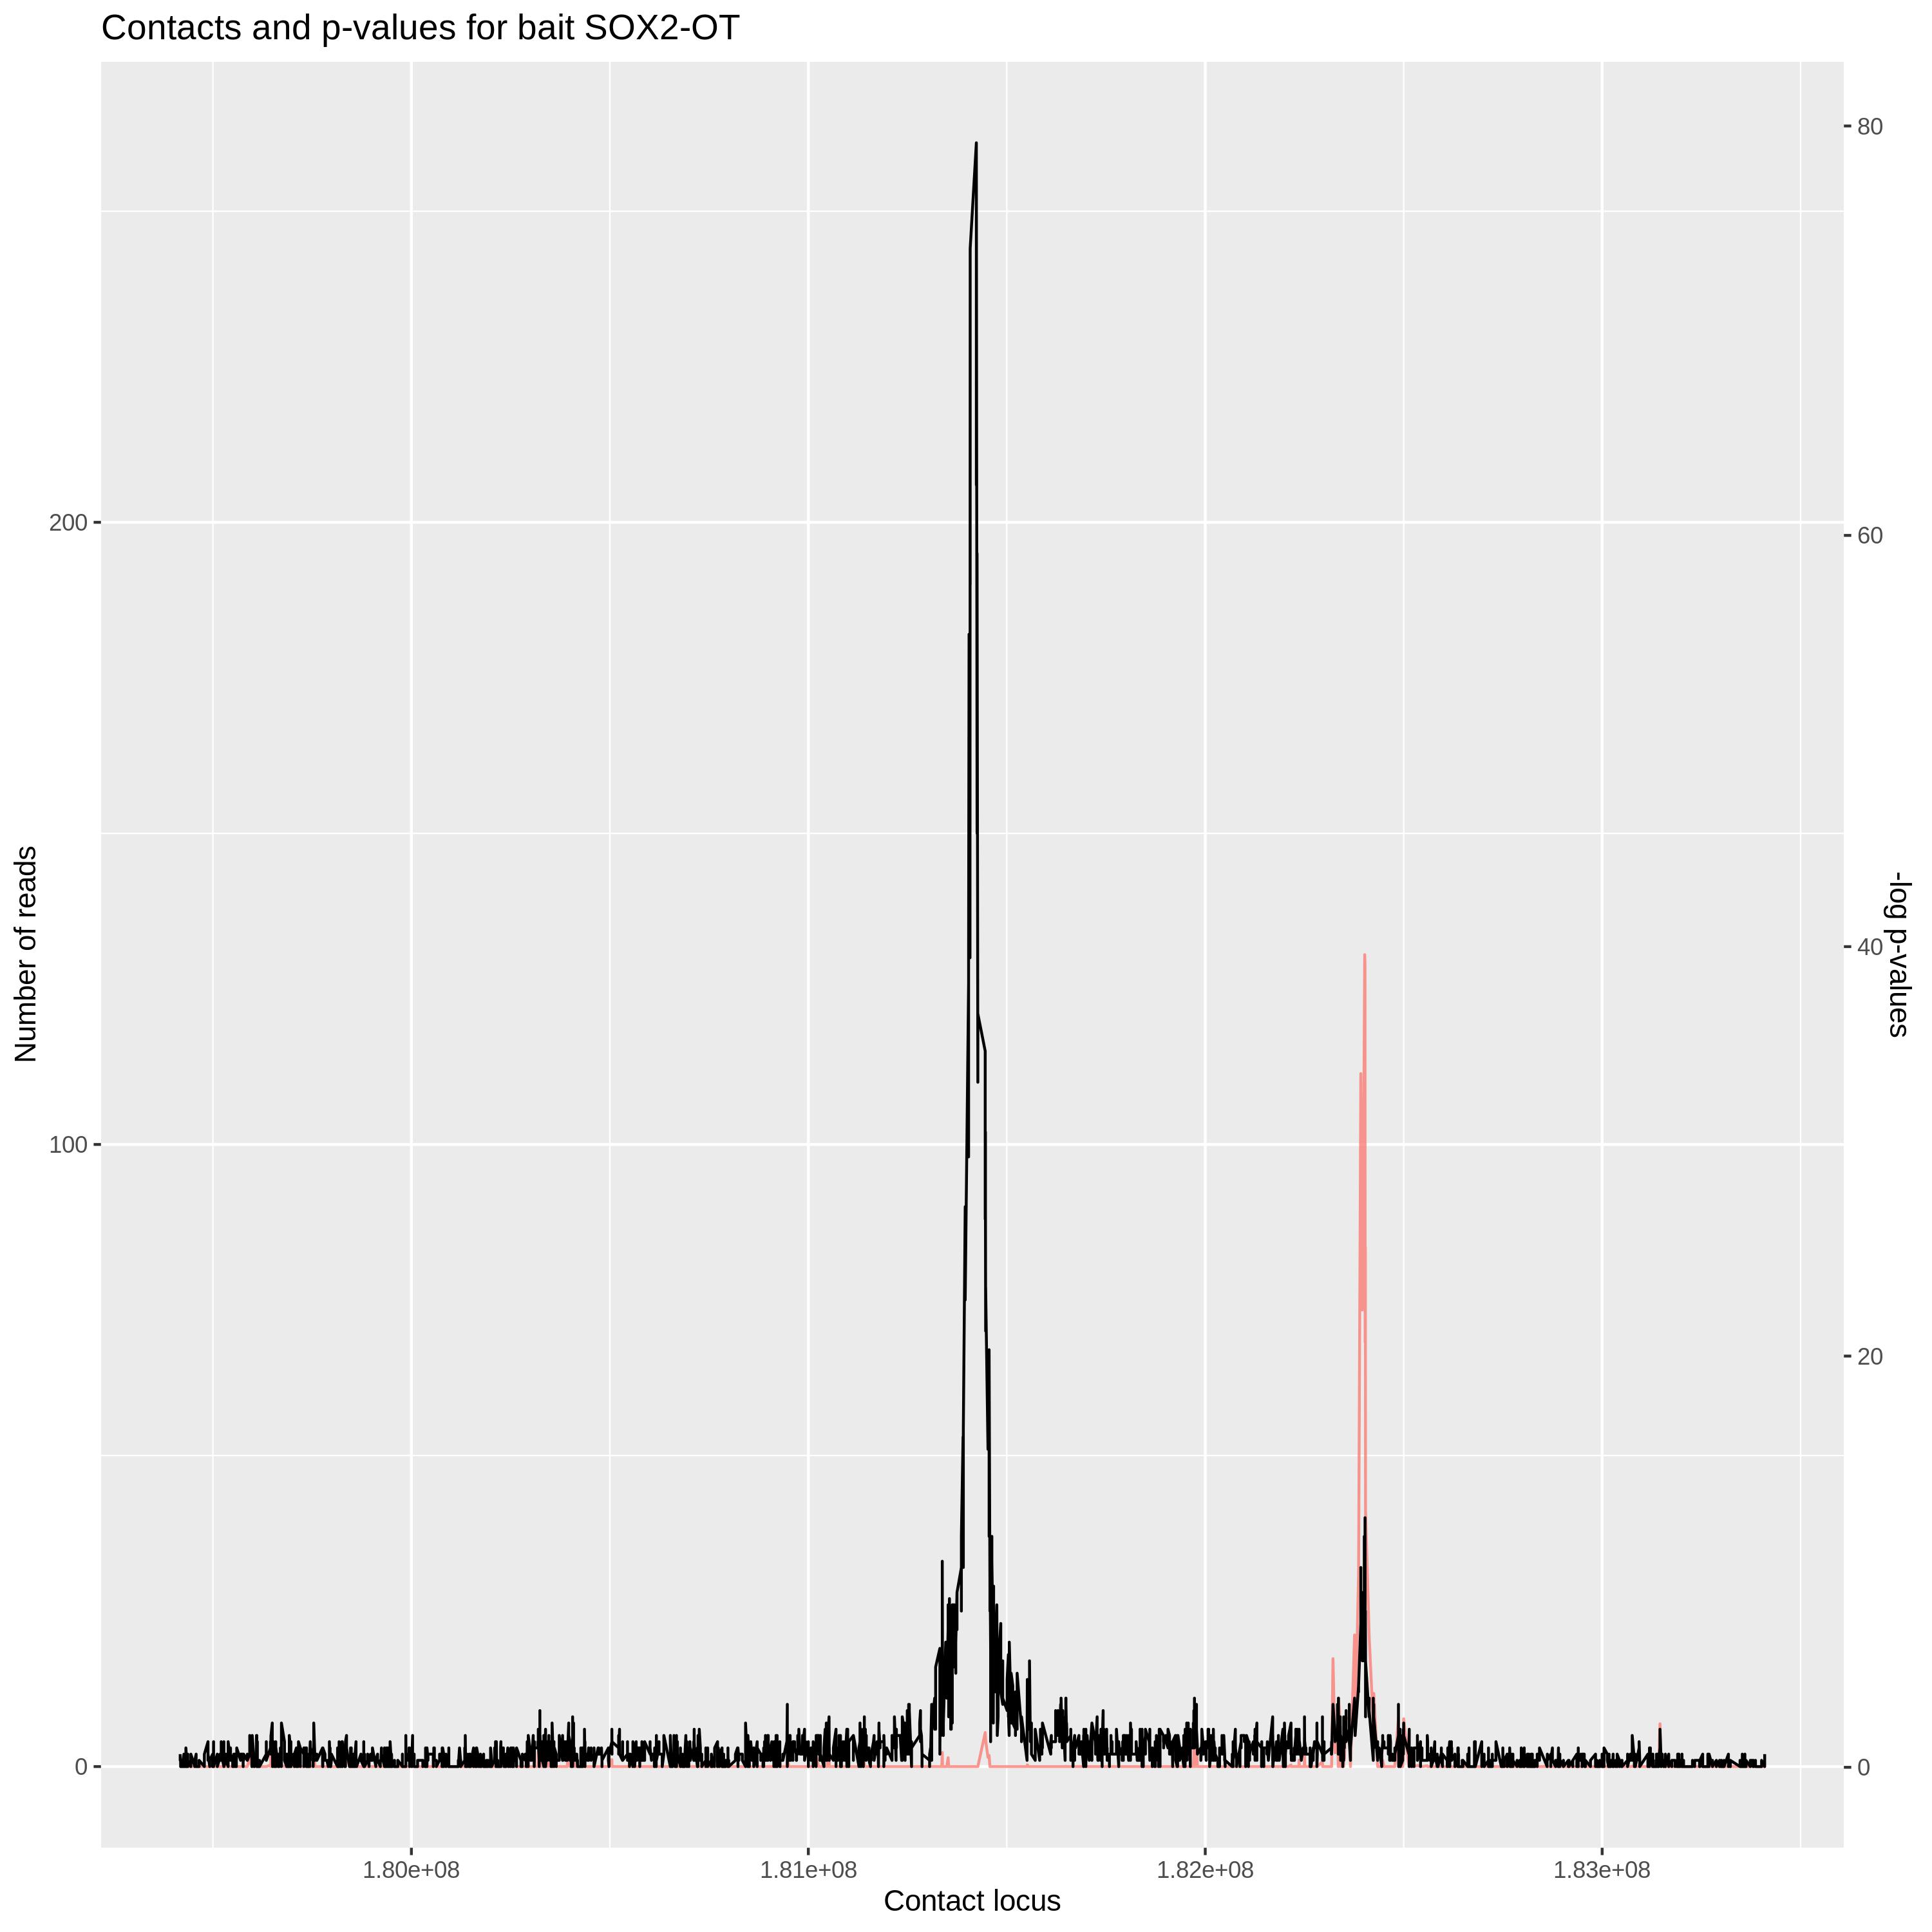 Contacts and p-values for bait SOX2-OT
80
200
60
Number of reads
-log p-values
40
100
20
0
0
1.80e+08
1.81e+08
1.82e+08
1.83e+08
Contact locus